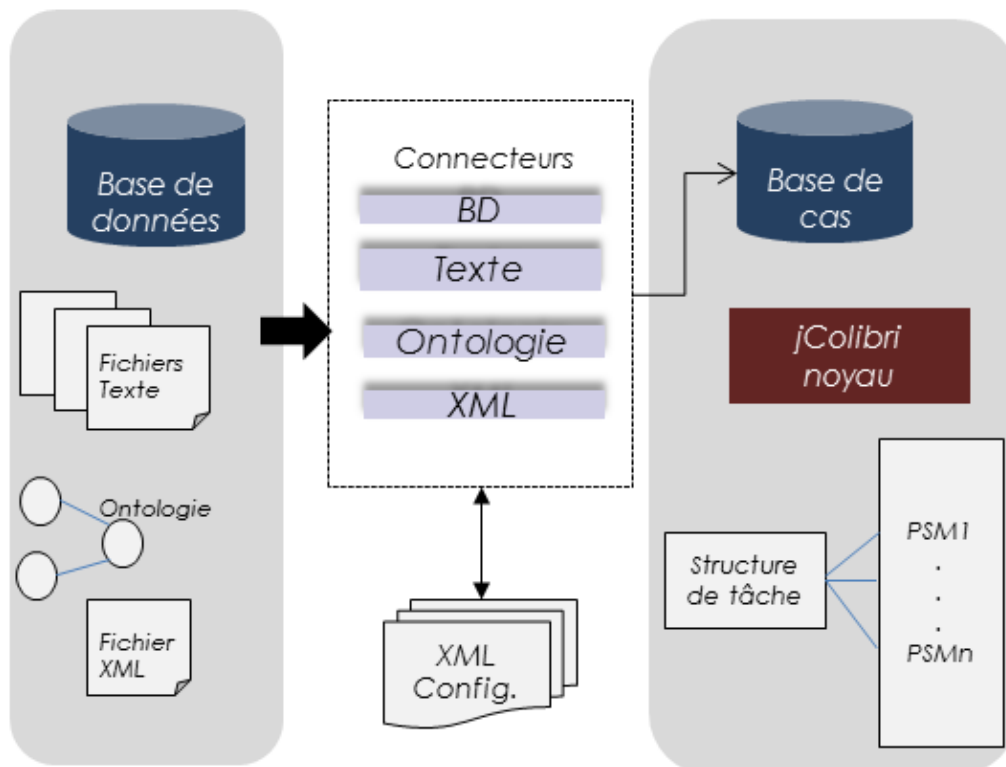 Base de
données
Fichiers
Texte
Ontologie
Fichier
XML
Connecteurs
BD
Texte
Ontologie
XML
XML
Config.
Base de
cas
jColibri
noyau
Structure
de tâche
PSM1
.
.
.
PSMn